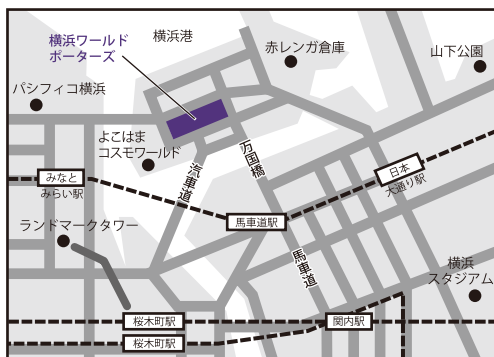 横浜ワールド
ポーターズ
横浜港
赤レンガ倉庫
山下公園
パシフィコ横浜
よこはま
コスモワールド
万国橋
汽車道
日本
大通り駅
みなと
みらい駅
ランドマークタワー
馬車道駅
馬車道
横浜
スタジアム
桜木町駅
関内駅
桜木町駅